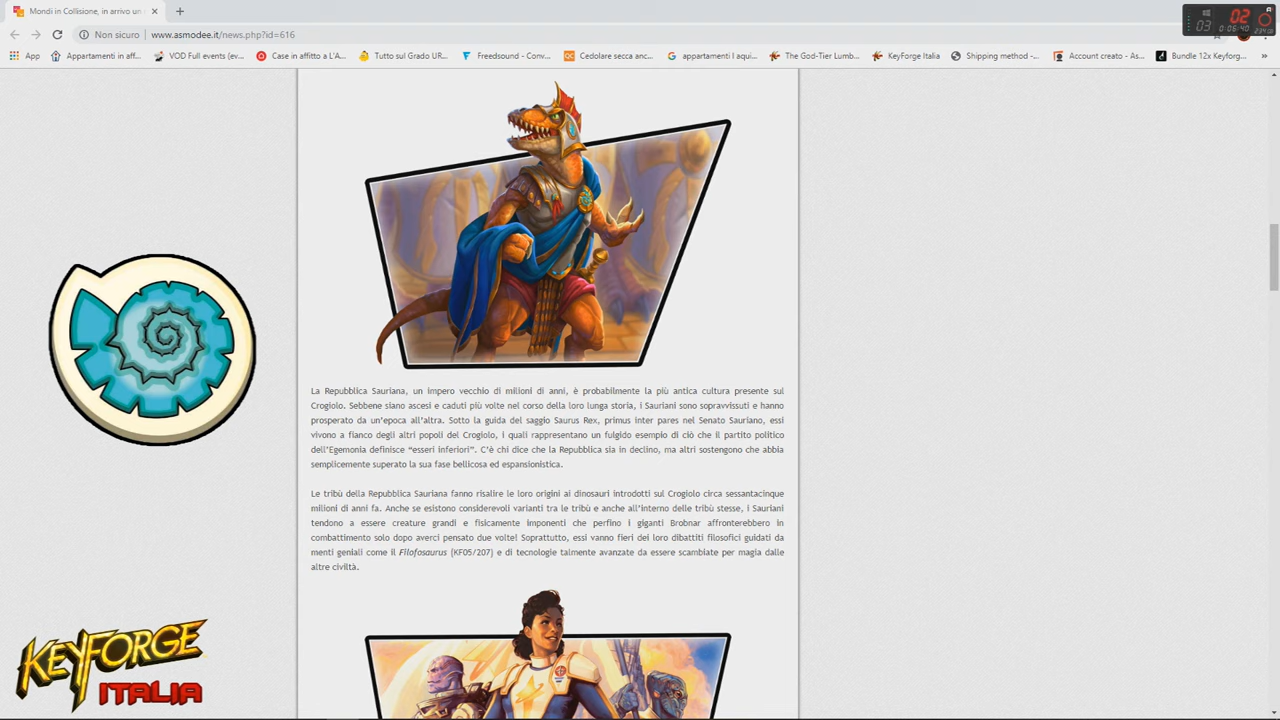 Mondi in Collisione, in arrivo un
Non sicuro | www.asmodee.it/news.php?id=616
App
Appartamenti in aff...
VOD Full events (ev...
Case in affitto a L'A...
Tutto sul Grado UR...
Freedsound - Conv...
Cedolare secca anc...
appartamenti l aqui...
The God-Tier Lumb...
KeyForge Italia
Shipping method -...
Account creato - As...
Bundle 12x Keyforg...
03
02
0:06:40
La Repubblica Sauriana, un impero vecchio di milioni di anni, è probabilmente la più antica cultura presente sul
Crogiolo. Sebbene siano ascesi e caduti più volte nel corso della loro lunga storia, i Sauriani sono sopravvissuti e hanno
prosperato da un'epoca all'altra. Sotto la guida del saggio Saurus Rex, primus inter pares nel Senato Sauriano, essi
vivono a fianco degli altri popoli del Crogiolo, i quali rappresentano un fulgido esempio di ciò che il partito politico
dell'Egemonia definisce “esseri inferiori”. C'è chi dice che la Repubblica sia in declino, ma altri sostengono che abbia
semplicemente superato la sua fase bellicosa ed espansionistica.
Le tribù della Repubblica Sauriana fanno risalire le loro origini ai dinosauri introdotti sul Crogiolo circa sessantacinque
milioni di anni fa. Anche se esistono considerevoli varianti tra le tribù e anche all'interno delle tribù stesse, i Sauriani
tendono a essere creature grandi e fisicamente imponenti che perfino i giganti Brobnar affronterebbero in
combattimento solo dopo averci pensato due volte! Soprattutto, essi vanno fieri dei loro dibattiti filosofici guidati da
menti geniali come il Filofosaurus (KF05/207) e di tecnologie talmente avanzate da essere scambiate per magia dalle
altre civiltà.
KEYFORGE
ITALIA